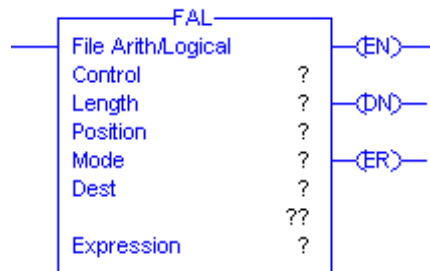 FAL
File Arith/Logical
(EN)
Control ?
Length ?
(DN)
Position ?
Mode ?
(ER)
Dest ?
??
Expression ?